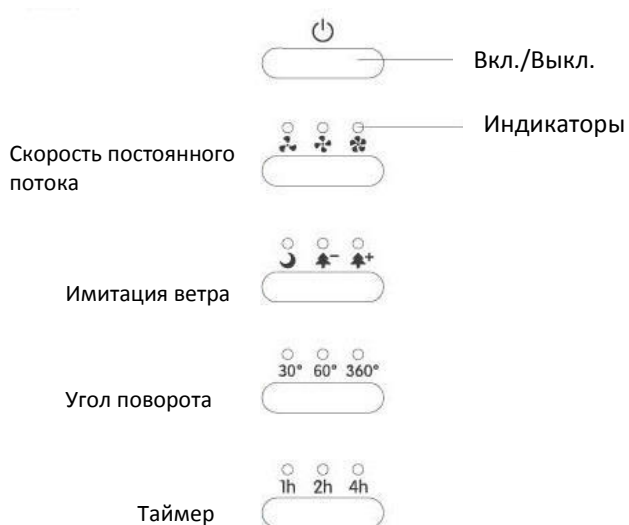 Вкл./Выкл.
Индикаторы
Скорость постоянного
потока
Имитация ветра
30° 60° 360°
Угол поворота
1h 2h 4h
Таймер